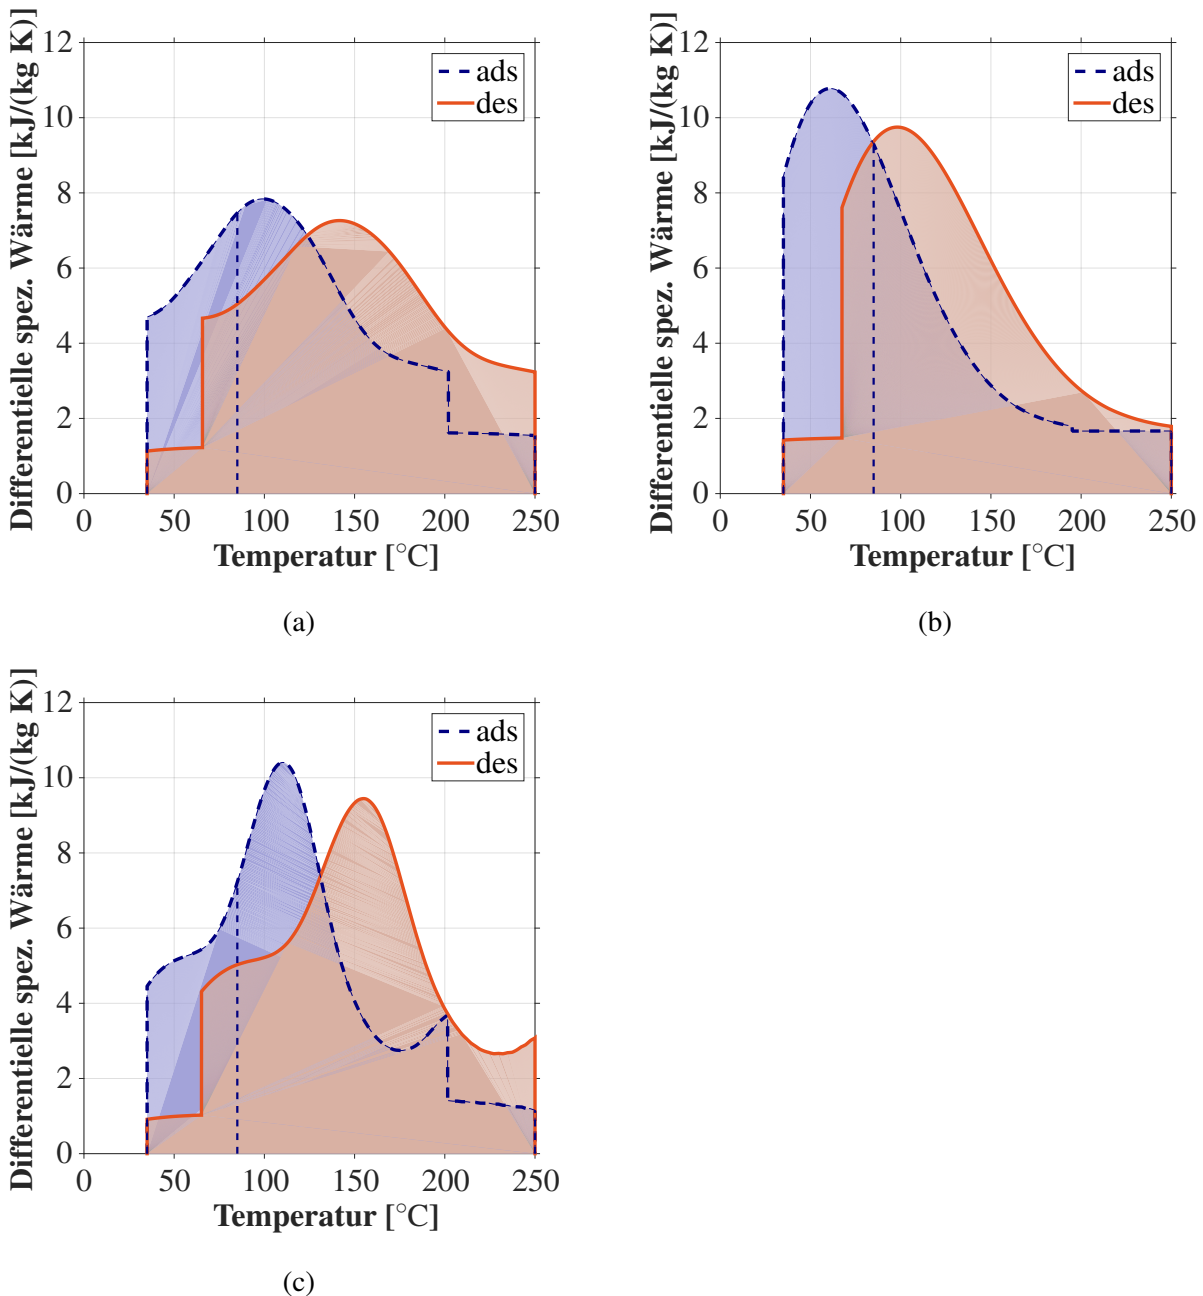 Differentielle spez. Wärme [kJ/(kg K)]
12
10
8
6
4
2
0
0 50 100 150 200 250
Temperatur [°C]
ads
des
(a)
Differentielle spez. Wärme [kJ/(kg K)]
12
10
8
6
4
2
0
0 50 100 150 200 250
Temperatur [°C]
ads
des
(b)
Differentielle spez. Wärme [kJ/(kg K)]
12
10
8
6
4
2
0
0 50 100 150 200 250
Temperatur [°C]
ads
des
(c)